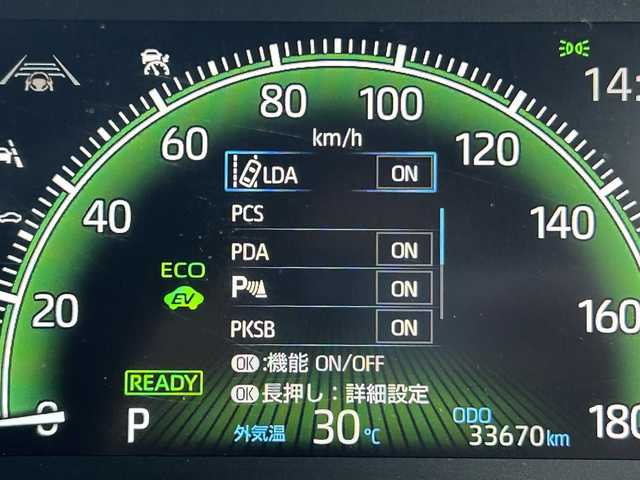 14:
80
100
60
km/h
120
LDA ON
PCS
40
140
PDA ON
ECO
EV
P ON
20
160
PKSB ON
OK:機能 ON/OFF
READY
OK長押し:詳細設定
0
P
外気温 30℃
ODO
33670km
180